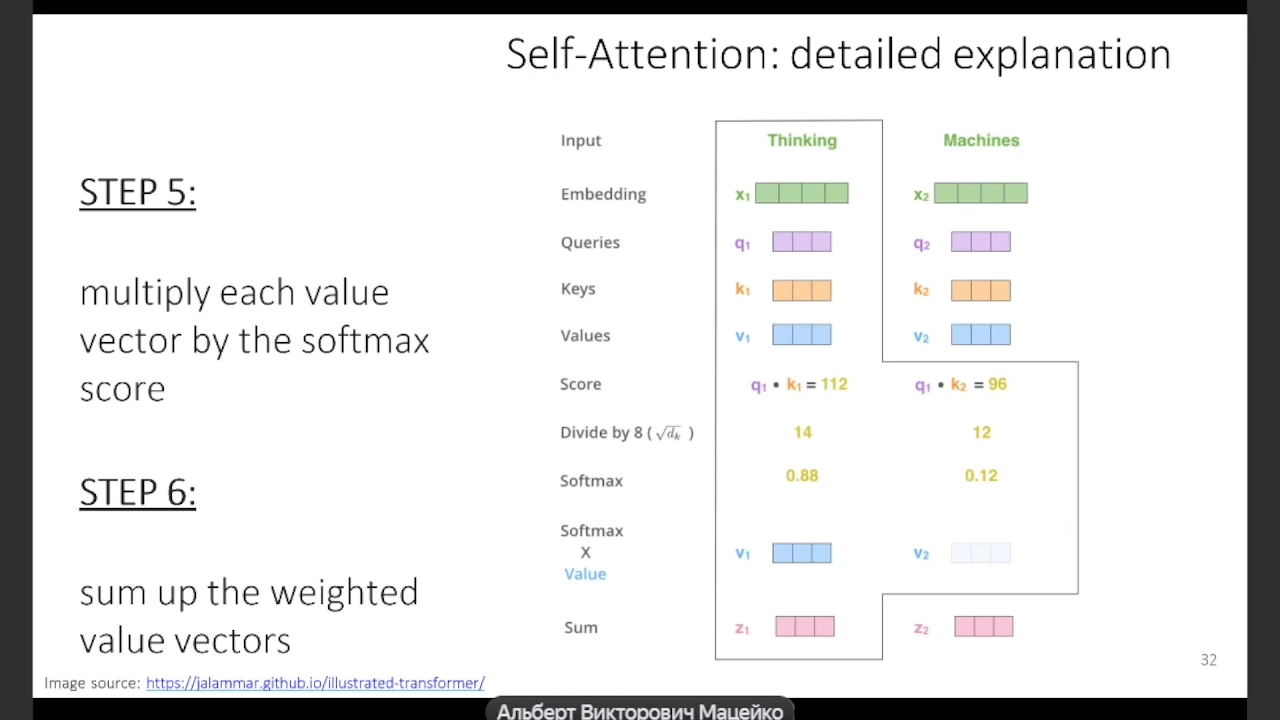 Self-Attention: detailed explanation
STEP 5:
multiply each value
vector by the softmax
score
STEP 6:
sum up the weighted
value vectors
Input Thinking Machines
Embedding x₁ x₂
Queries q₁ q₂
Keys k₁ k₂
Values v₁ v₂
Score q₁ • k₁ = 112 q₁ • k₂ = 96
Divide by 8 ( √dₖ ) 14 12
Softmax 0.88 0.12
Softmax
X v₁ v₂
Value
Sum z₁ z₂
32
Image source: https://jalammar.github.io/illustrated-transformer/
Альберт Викторович Мацейко